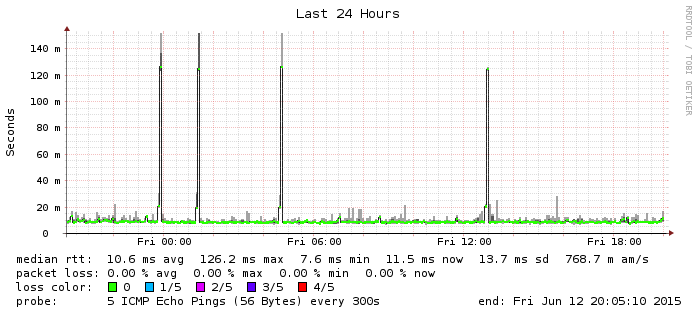 Last 24 Hours
RRDTOOL / TOBI OETIKER
Seconds
140 m
120 m
100 m
80 m
60 m
40 m
20 m
0
Fri 00:00 Fri 06:00 Fri 12:00 Fri 18:00
median rtt: 10.6 ms avg 126.2 ms max 7.6 ms min 11.5 ms now 13.7 ms sd 768.7 m am/s
packet loss: 0.00 % avg 0.00 % max 0.00 % min 0.00 % now
loss color: 0 1/5 2/5 3/5 4/5
probe: 5 ICMP Echo Pings (56 Bytes) every 300s end: Fri Jun 12 20:05:10 2015